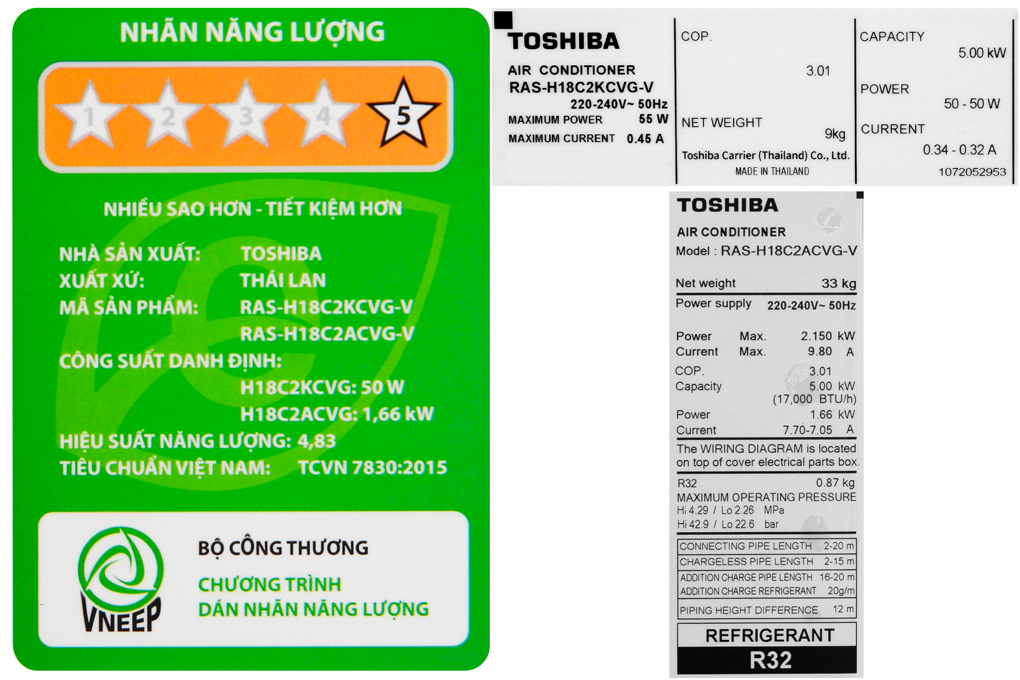 NHÃN NĂNG LƯỢNG
1 2 3 4 5
NHIỀU SAO HƠN - TIẾT KIỆM HƠN
NHÀ SẢN XUẤT: TOSHIBA
XUẤT XỨ: THÁI LAN
MÃ SẢN PHẨM: RAS-H18C2KCVG-V
RAS-H18C2ACVG-V
CÔNG SUẤT DANH ĐỊNH:
H18C2KCVG: 50 W
H18C2ACVG: 1,66 kW
HIỆU SUẤT NĂNG LƯỢNG: 4,83
TIÊU CHUẨN VIỆT NAM: TCVN 7830:2015
VNEEP
BỘ CÔNG THƯƠNG
CHƯƠNG TRÌNH
DÁN NHÃN NĂNG LƯỢNG
TOSHIBA
AIR CONDITIONER
RAS-H18C2KCVG-V
220-240V~ 50Hz
MAXIMUM POWER 55 W
MAXIMUM CURRENT 0.45 A
COP.
3.01
NET WEIGHT
9kg
Toshiba Carrier (Thailand) Co., Ltd.
MADE IN THAILAND
CAPACITY
5.00 kW
POWER
50 - 50 W
CURRENT
0.34 - 0.32 A
1072052953
TOSHIBA
AIR CONDITIONER
Model : RAS-H18C2ACVG-V
Net weight 33 kg
Power supply 220-240V~ 50Hz
Power Max. 2.150 kW
Current Max. 9.80 A
COP. 3.01
Capacity 5.00 kW
(17,000 BTU/h)
Power 1.66 kW
Current 7.70-7.05 A
The WIRING DIAGRAM is located
on top of cover electrical parts box.
R32 0.87 kg
MAXIMUM OPERATING PRESSURE
Hi 4.29 / Lo 2.26 MPa
Hi 42.9 / Lo 22.6 bar
CONNECTING PIPE LENGTH 2-20 m
CHARGELESS PIPE LENGTH 2-15 m
ADDITION CHARGE PIPE LENGTH 16-20 m
ADDITION CHARGE REFRIGERANT 20g/m
PIPING HEIGHT DIFFERENCE 12 m
REFRIGERANT
R32